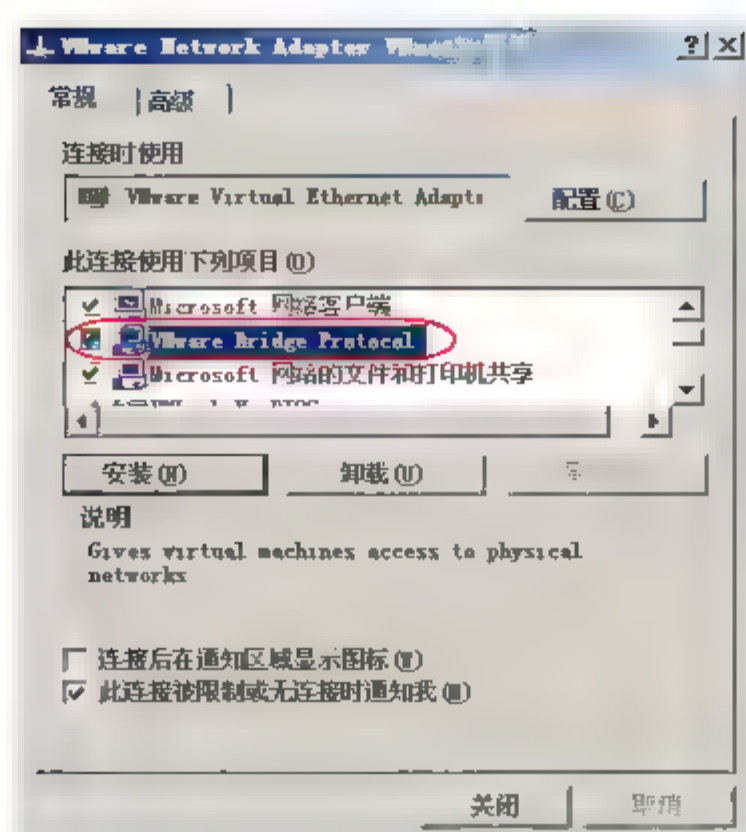 VMware Network Adapter
常规 高级
连接时使用
VMware Virtual Ethernet Adapte 配置(C)
此连接使用下列项目(O)
Microsoft 网络客户端
VMware Bridge Protocol
Microsoft 网络的文件和打印机共享
安装(N) 卸载(U)
说明
Gives virtual machines access to physical
networks
连接后在通知区域显示图标(W)
此连接被限制或无连接时通知我(M)
关闭 取消